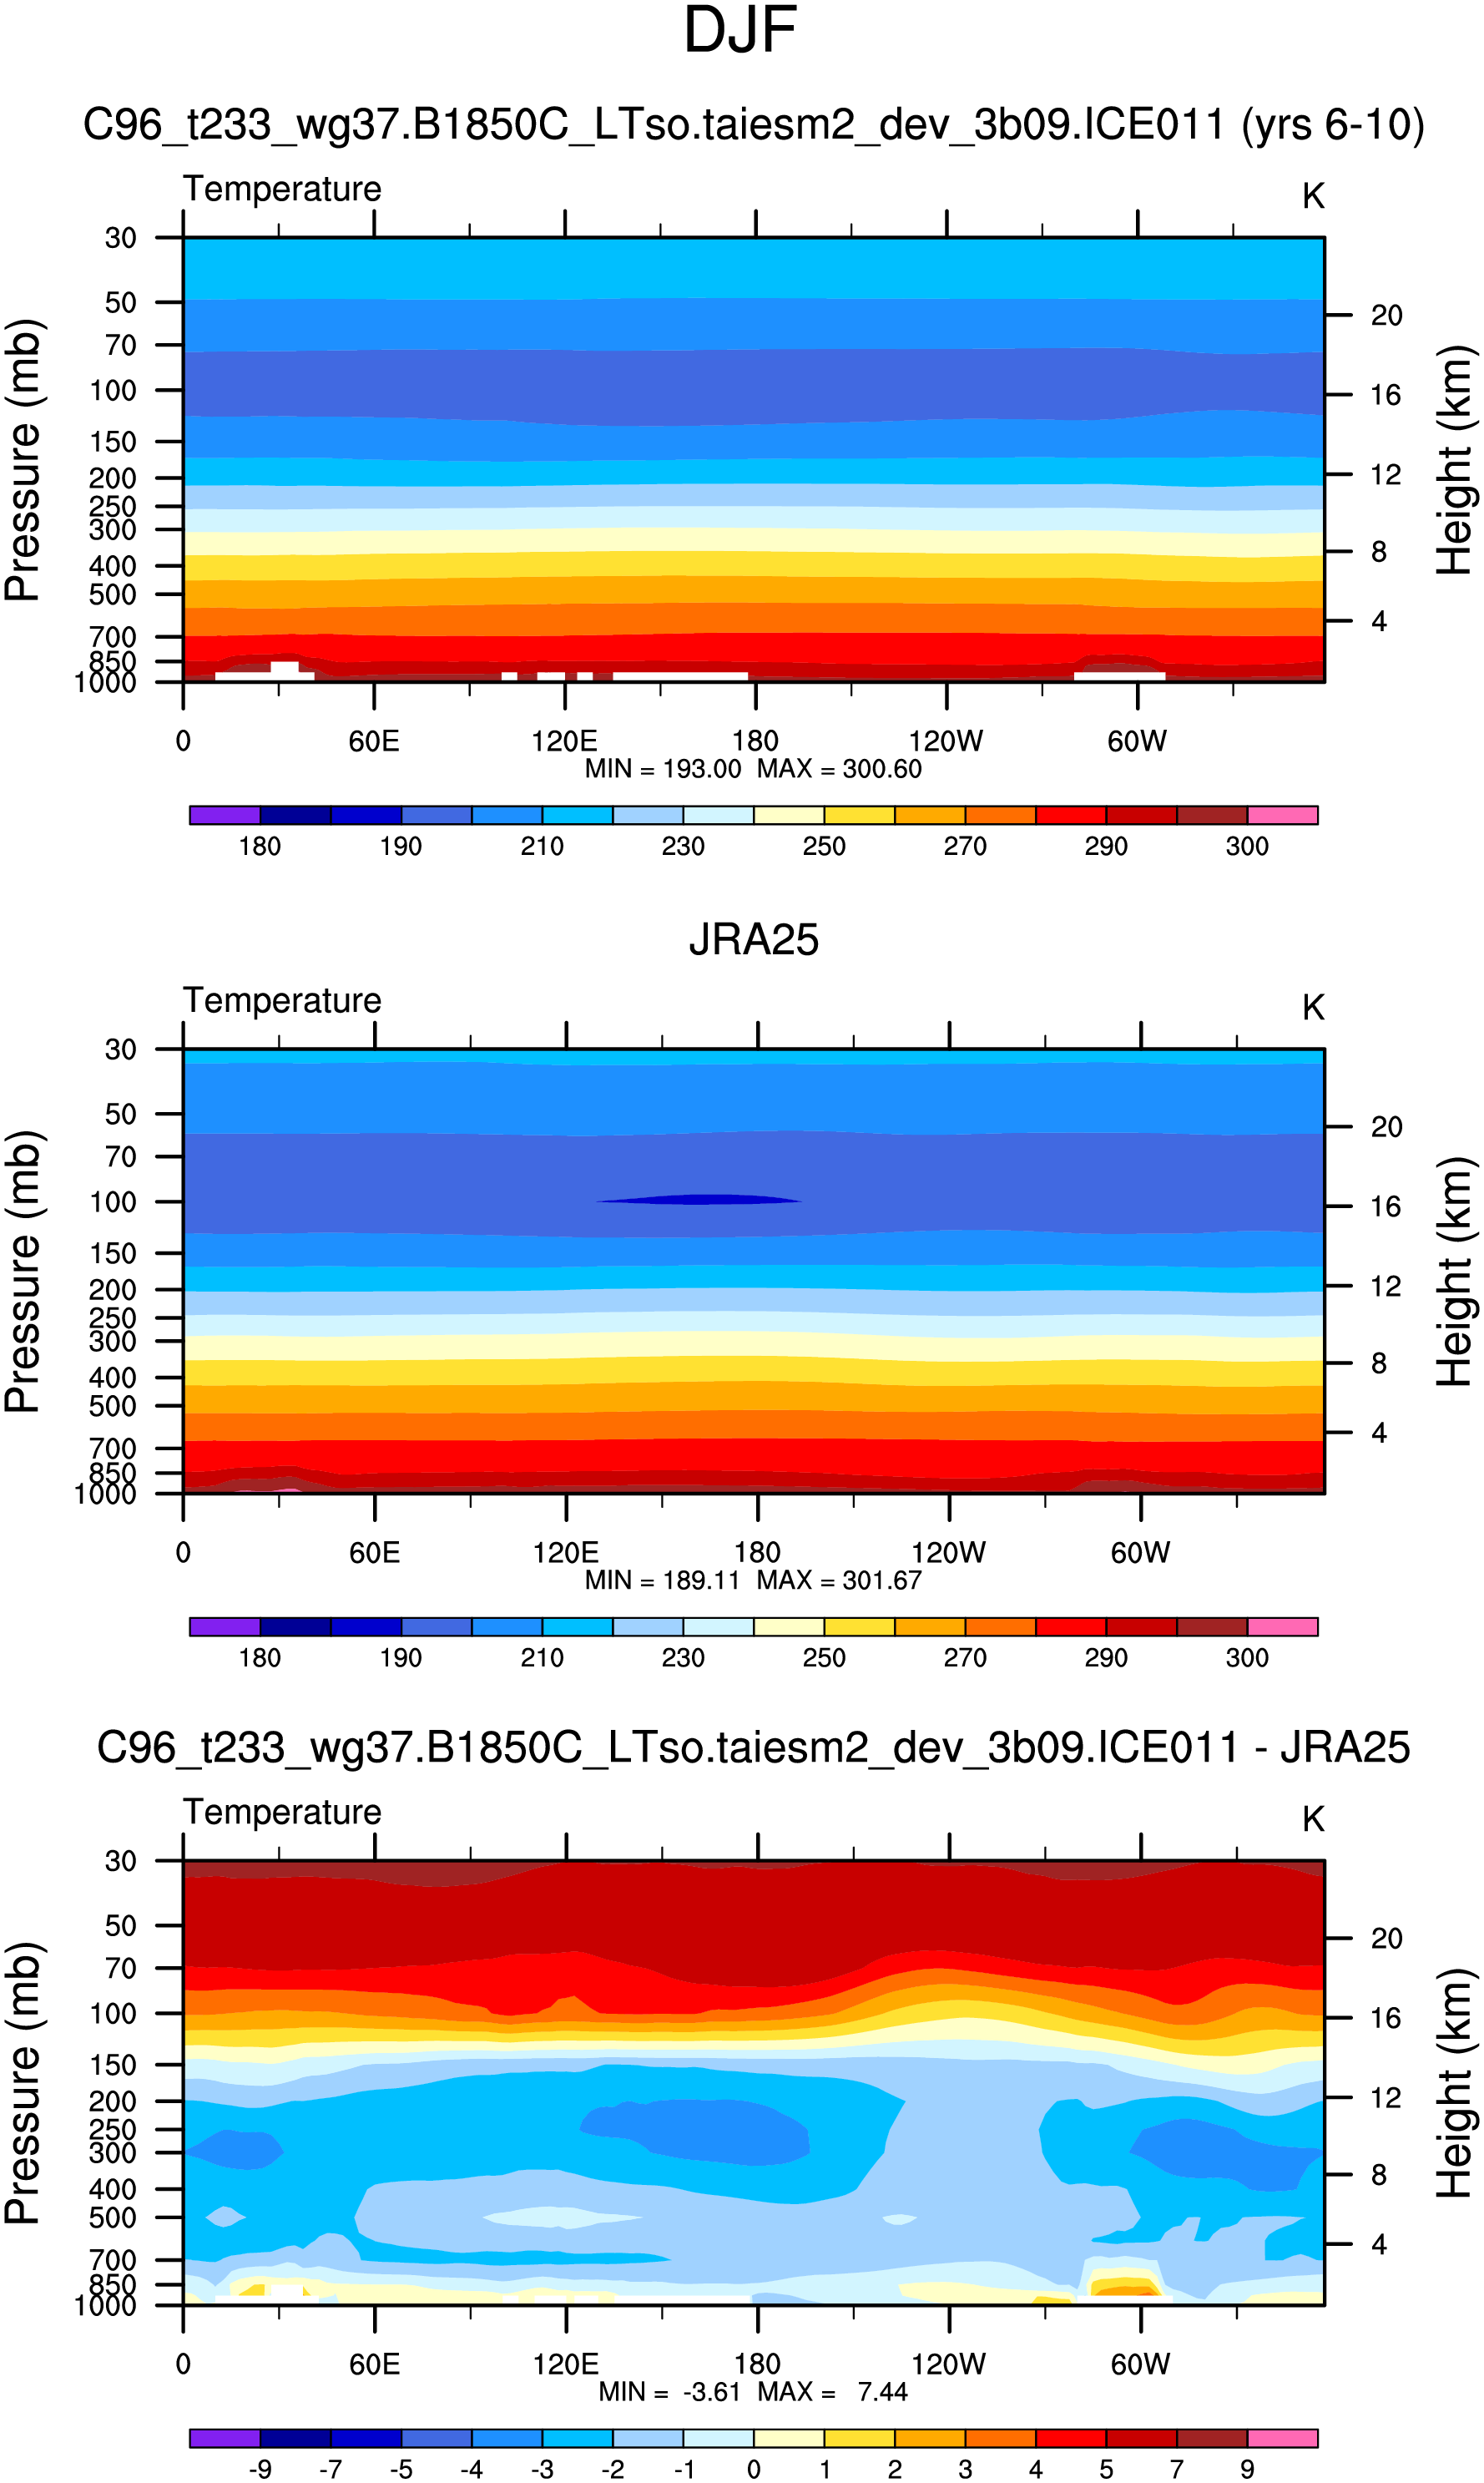 DJF
C96_t233_wg37.B1850C_LTso.taiesm2_dev_3b09.ICE011 (yrs 6-10)
Temperature K
Pressure (mb)
30
50
70
100
150
200
250
300
400
500
700
850
1000
Height (km)
20
16
12
8
4
0 60E 120E 180 120W 60W
MIN = 193.00 MAX = 300.60
180 190 210 230 250 270 290 300
JRA25
Temperature K
Pressure (mb)
30
50
70
100
150
200
250
300
400
500
700
850
1000
Height (km)
20
16
12
8
4
0 60E 120E 180 120W 60W
MIN = 189.11 MAX = 301.67
180 190 210 230 250 270 290 300
C96_t233_wg37.B1850C_LTso.taiesm2_dev_3b09.ICE011 - JRA25
Temperature K
Pressure (mb)
30
50
70
100
150
200
250
300
400
500
700
850
1000
Height (km)
20
16
12
8
4
0 60E 120E 180 120W 60W
MIN = -3.61 MAX = 7.44
-9 -7 -5 -4 -3 -2 -1 0 1 2 3 4 5 7 9